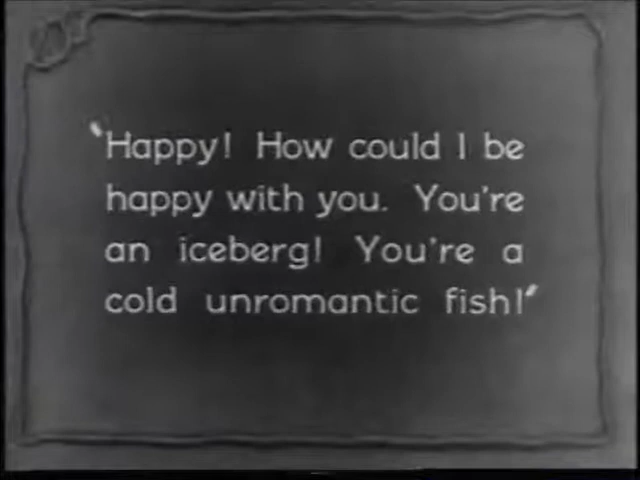 "Happy! How could I be
happy with you. You're
an iceberg! You're a
cold unromantic fish!"